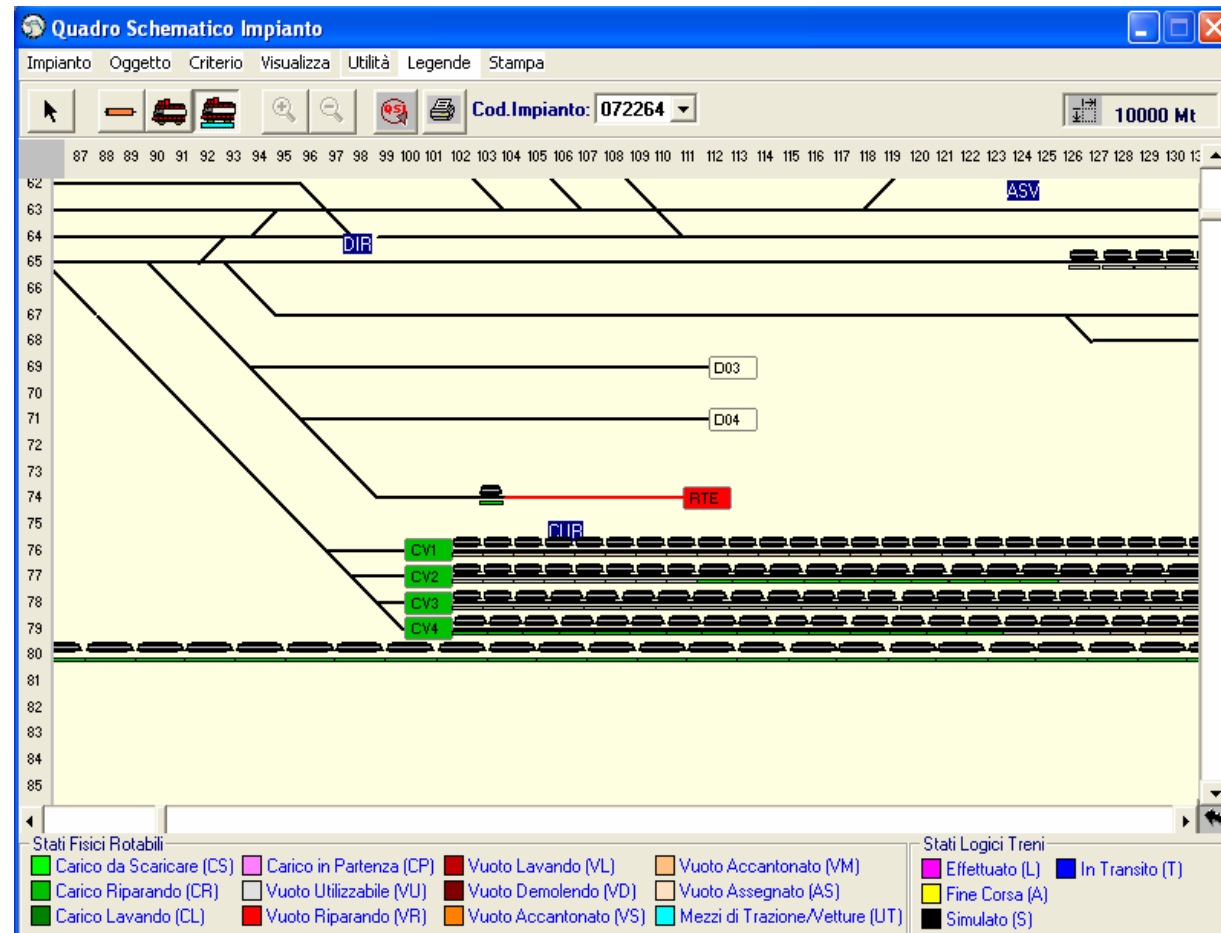 Quadro Schematico Impianto
Impianto Oggetto Criterio Visualizza Utilità Legende Stampa
QSI Cod.Impianto: 072264 10000 Mt
87 88 89 90 91 92 93 94 95 96 97 98 99 100 101 102 103 104 105 106 107 108 109 110 111 112 113 114 115 116 117 118 119 120 121 122 123 124 125 126 127 128 129 130
62
ASV
63
64
DIR
65
66
67
68
69 D03
70
71 D04
72
73
74 RTE
75
CUR
76 CV1
77 CV2
78 CV3
79 CV4
80
81
82
83
84
85
Stati Fisici Rotabili Stati Logici Treni
Carico da Scaricare (CS) Carico in Partenza (CP) Vuoto Lavando (VL) Vuoto Accantonato (VM) Effettuato (L) In Transito (T)
Carico Riparando (CR) Vuoto Utilizzabile (VU) Vuoto Demolendo (VD) Vuoto Assegnato (AS) Fine Corsa (A)
Carico Lavando (CL) Vuoto Riparando (VR) Vuoto Accantonato (VS) Mezzi di Trazione/Vetture (UT) Simulato (S)